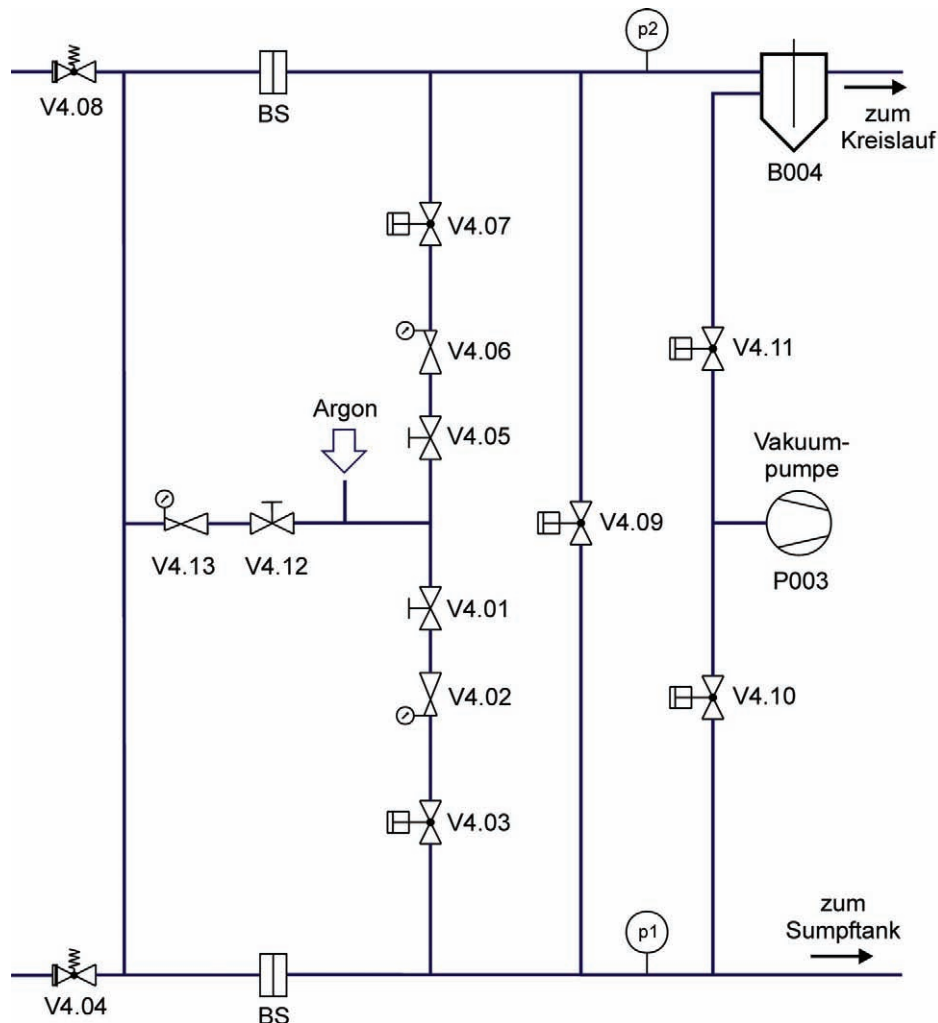 p2
V4.08
BS
zum
Kreislauf
B004
V4.07
V4.06
V4.11
Argon
V4.05
Vakuum-
pumpe
V4.09
V4.13
V4.12
P003
V4.01
V4.02
V4.10
V4.03
zum
Sumpftank
p1
V4.04
BS